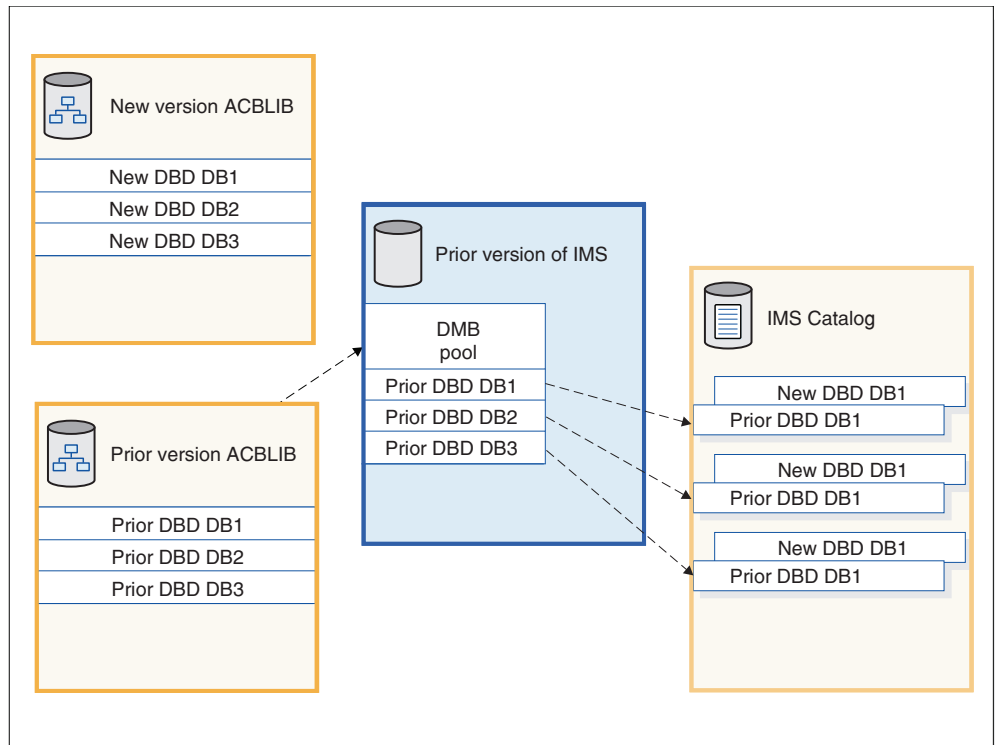 New version ACBLIB
New DBD DB1
New DBD DB2
New DBD DB3
Prior version ACBLIB
Prior DBD DB1
Prior DBD DB2
Prior DBD DB3
Prior version of IMS
DMB
pool
Prior DBD DB1
Prior DBD DB2
Prior DBD DB3
IMS Catalog
New DBD DB1
Prior DBD DB1
New DBD DB1
Prior DBD DB1
New DBD DB1
Prior DBD DB1